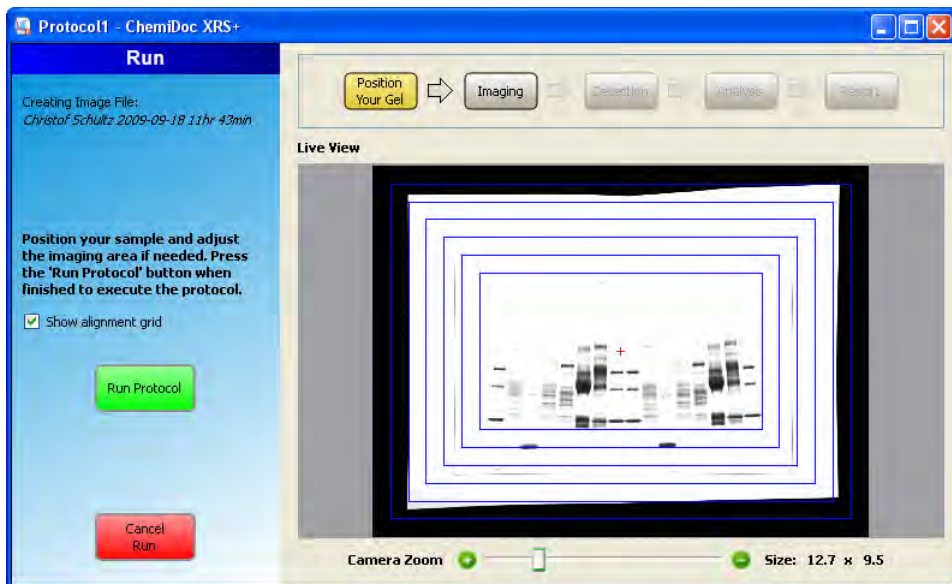 Protocol1 - ChemiDoc XRS+
Run
Creating Image File:
Christof Schultz 2009-09-18 11hr 43min
Position your sample and adjust
the imaging area if needed. Press
the 'Run Protocol' button when
finished to execute the protocol.
Show alignment grid
Run Protocol
Cancel
Run
Position
Your Gel
Imaging
Detection
Analysis
Report
Live View
Camera Zoom
Size: 12.7 x 9.5